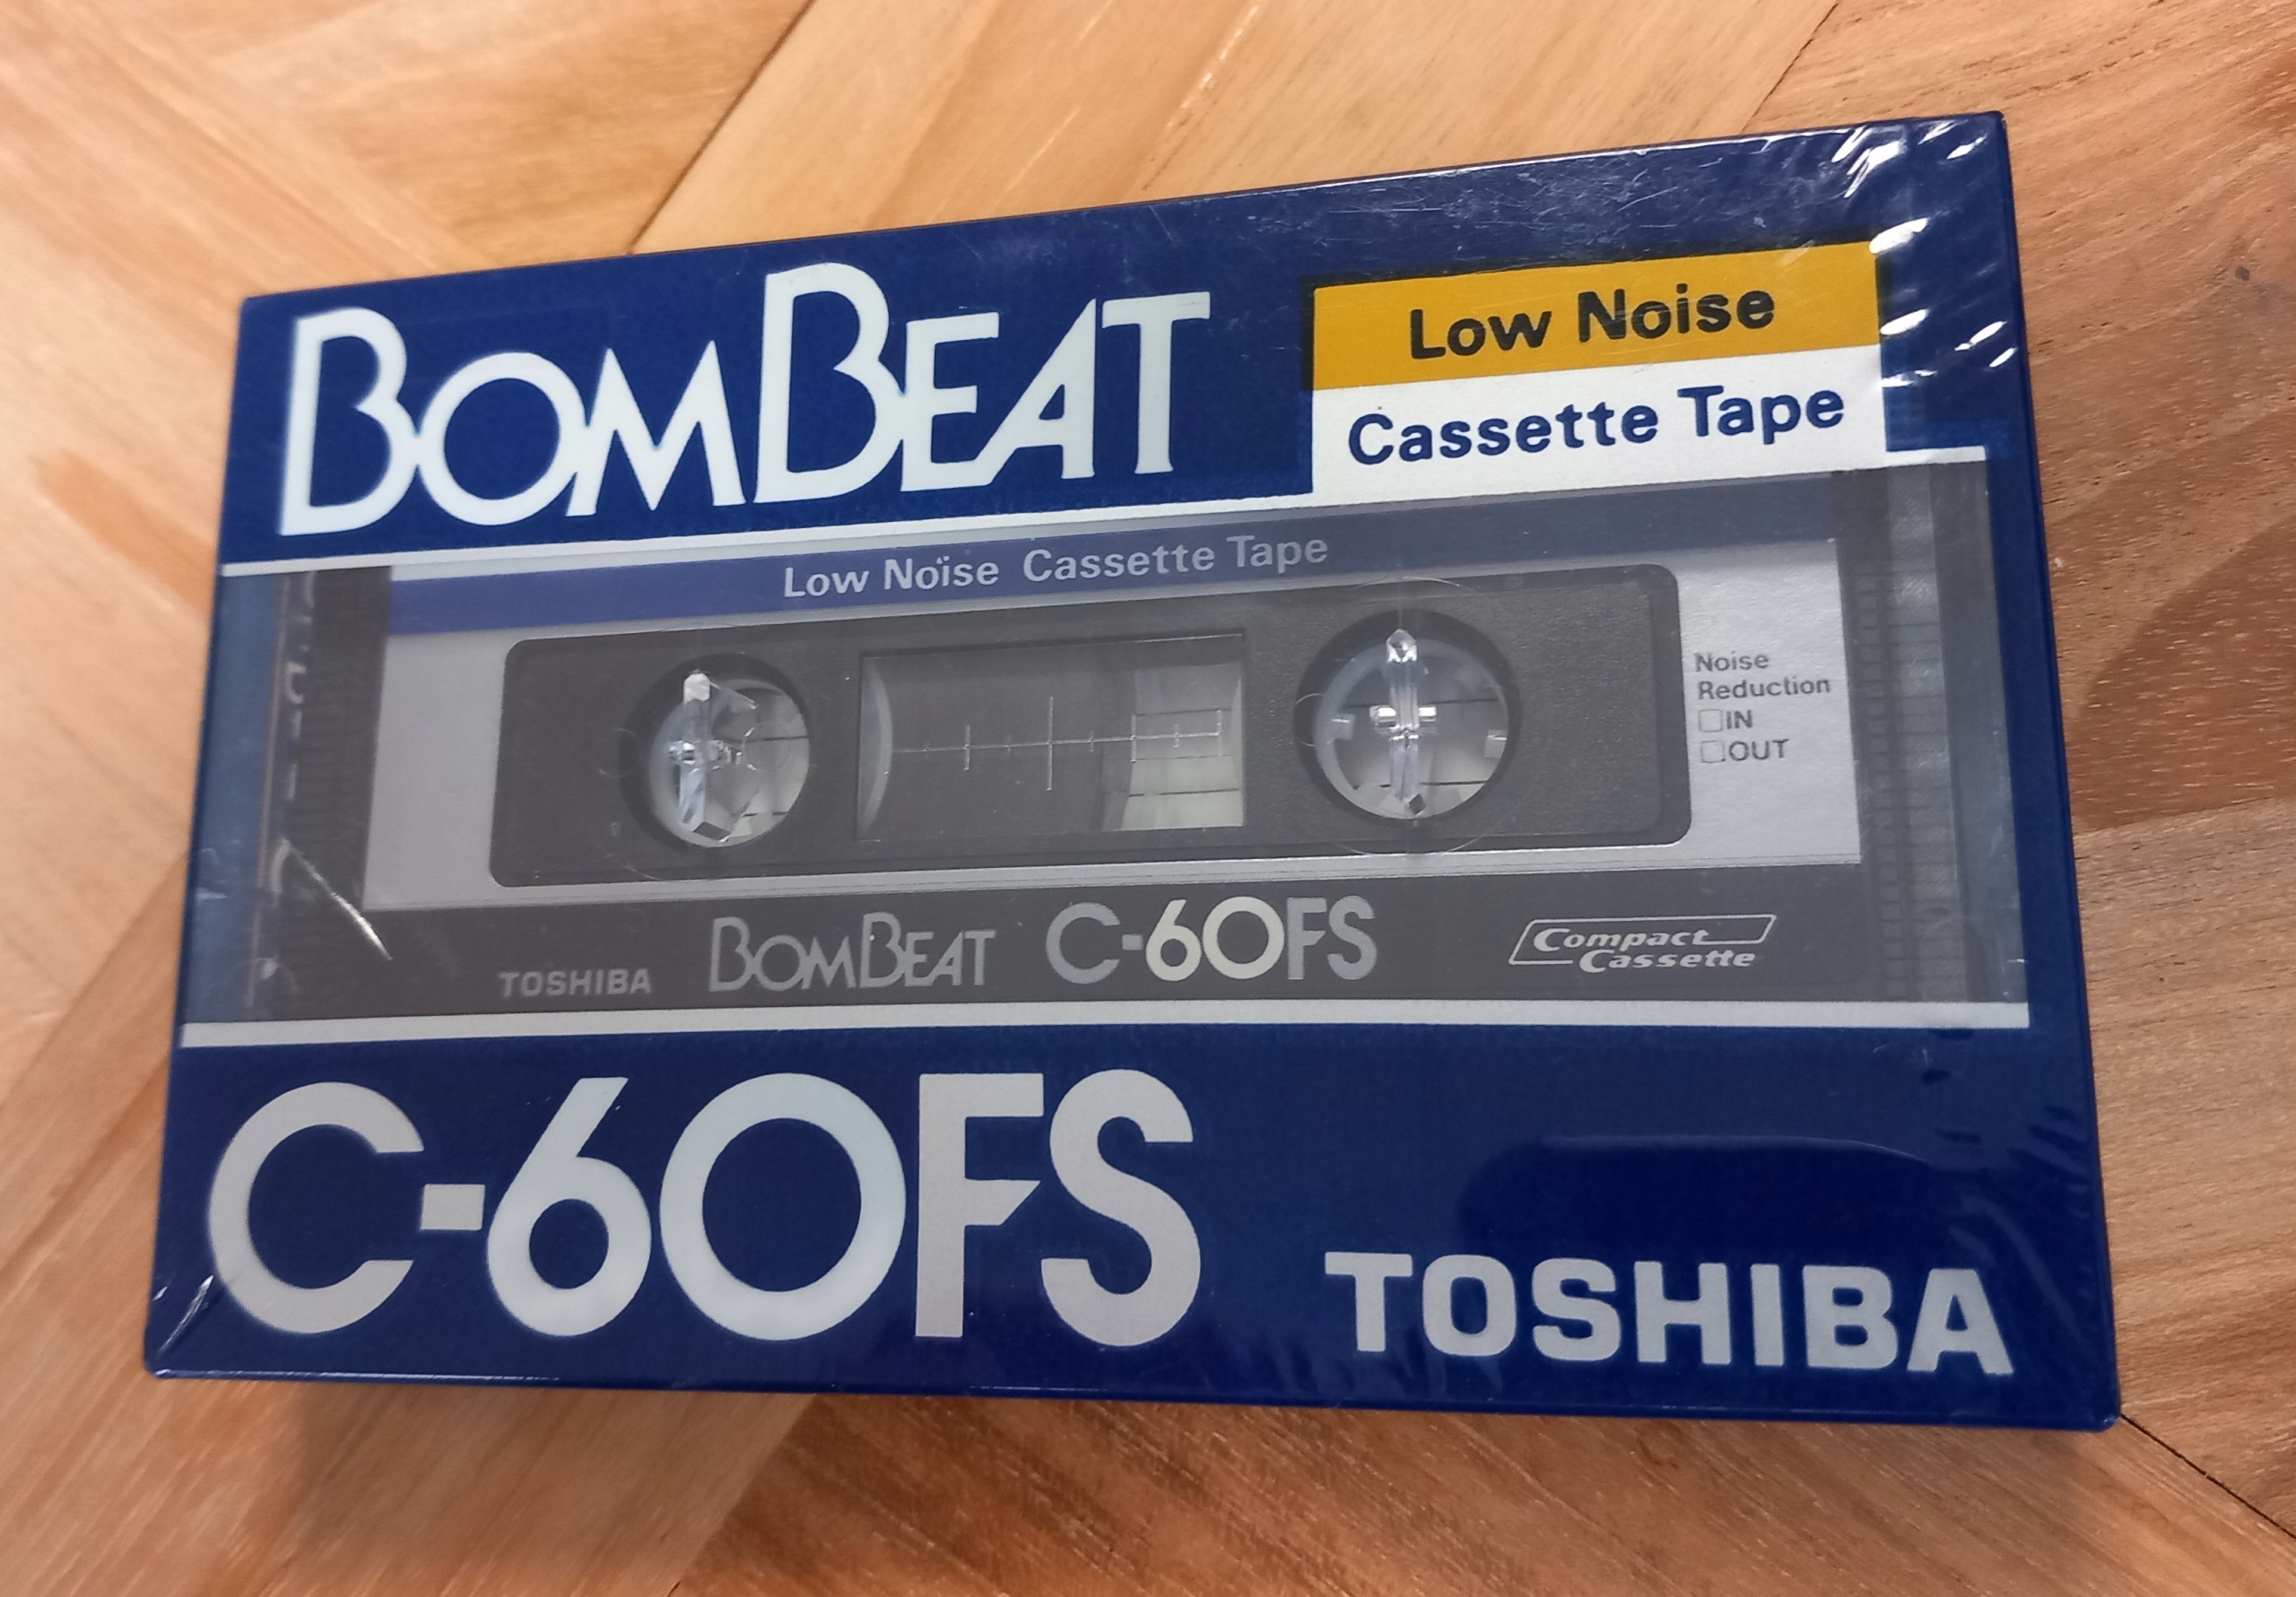 BOMBEAT
Low Noise
Cassette Tape
Low Noise Cassette Tape
Noise
Reduction
IN
OUT
TOSHIBA BOMBEAT C-60FS Compact
Cassette
C-60FS
TOSHIBA